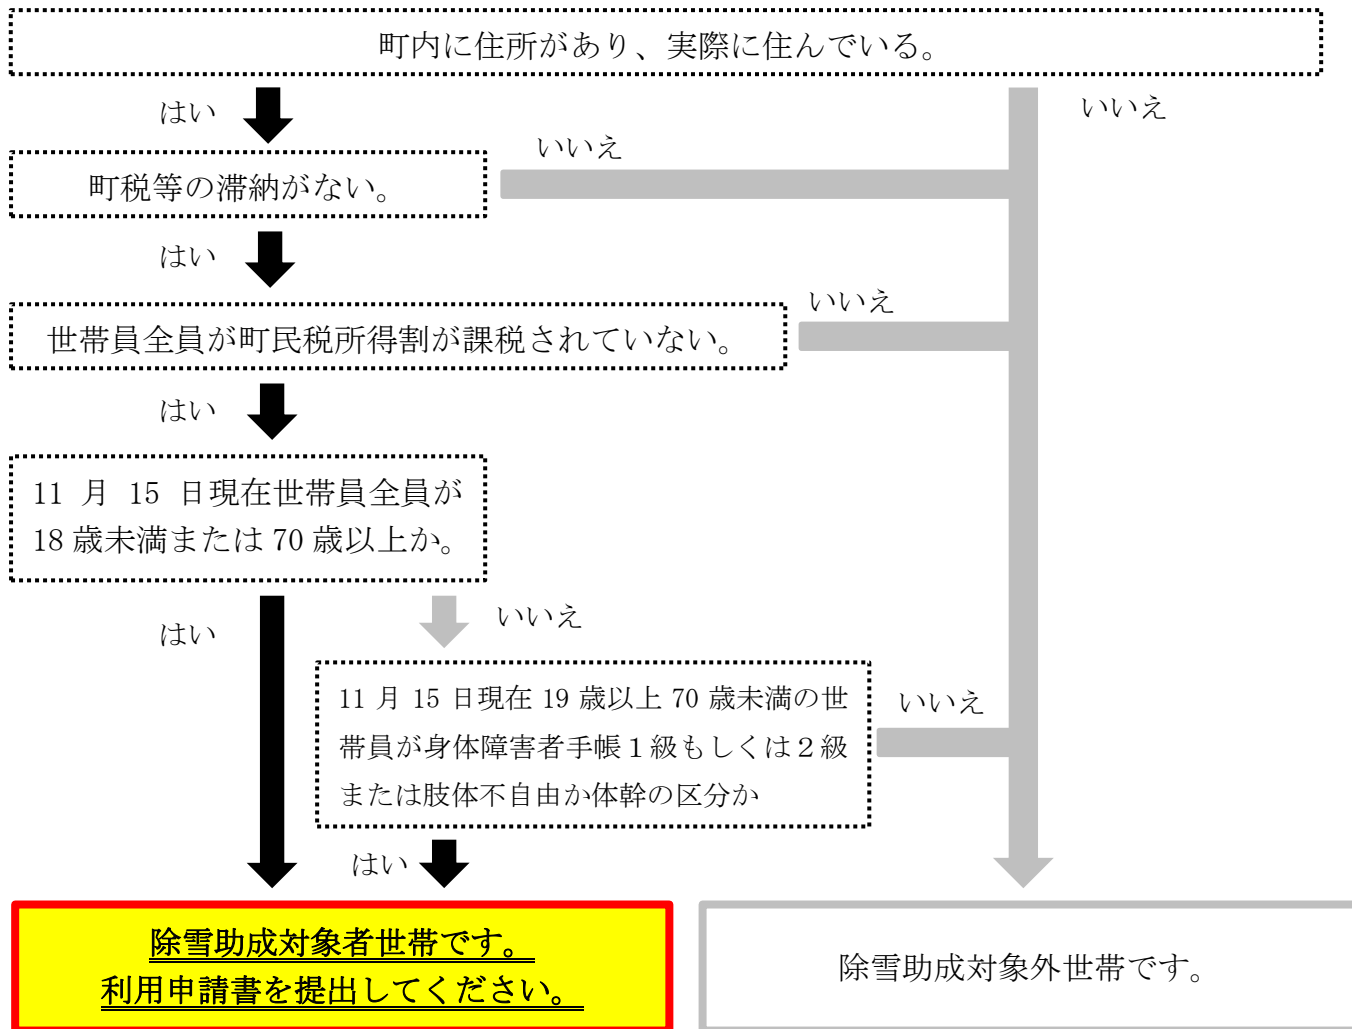 町内に住所があり、実際に住んでいる。
はい
いいえ
いいえ
町税等の滞納がない。
はい
いいえ
世帯員全員が町民税所得割が課税されていない。
はい
11 月 15 日現在世帯員全員が
18 歳未満または 70 歳以上か。
はい
いいえ
11 月 15 日現在 19 歳以上 70 歳未満の世
帯員が身体障害者手帳１級もしくは２級
または肢体不自由か体幹の区分か
いいえ
はい
除雪助成対象者世帯です。
利用申請書を提出してください。
除雪助成対象外世帯です。